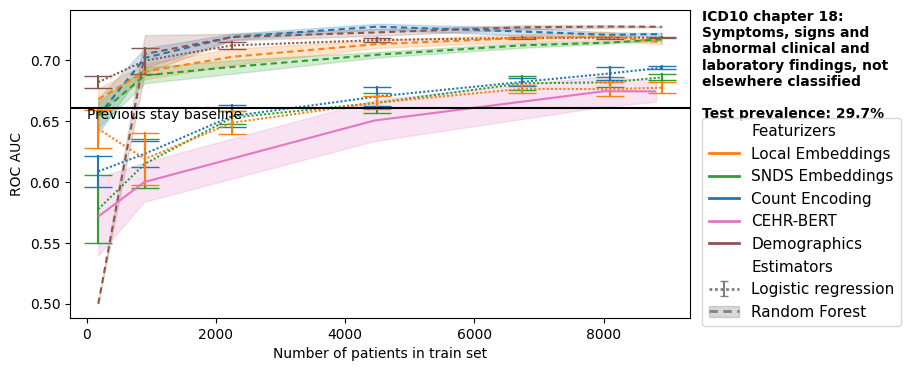 ICD10 chapter 18:
Symptoms, signs and
abnormal clinical and
laboratory findings, not
elsewhere classified
Test prevalence: 29.7%
ROC AUC
0.70
0.65
0.60
0.55
0.50
Previous stay baseline
0
2000
4000
6000
8000
Number of patients in train set
Featurizers
Local Embeddings
SNDS Embeddings
Count Encoding
CEHR-BERT
Demographics
Estimators
Logistic regression
Random Forest